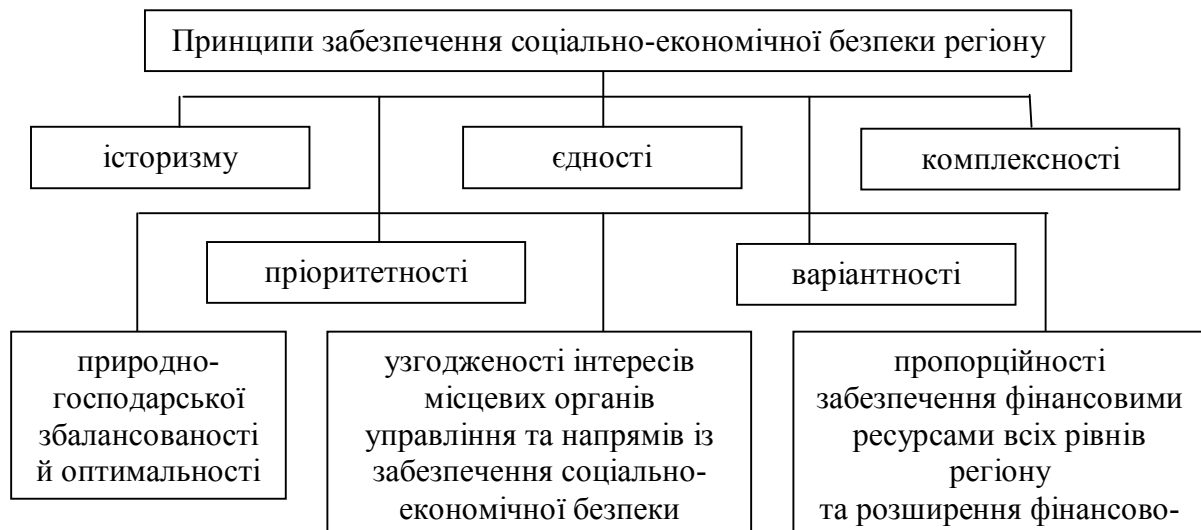 Принципи забезпечення соціально-економічної безпеки регіону
історизму
єдності
комплексності
пріоритетності
варіантності
природно-
господарської
збалансованості
й оптимальності
узгодженості інтересів
місцевих органів
управління та напрямів із
забезпечення соціально-
економічної безпеки
пропорційності
забезпечення фінансовими
ресурсами всіх рівнів
регіону
та розширення фінансово-